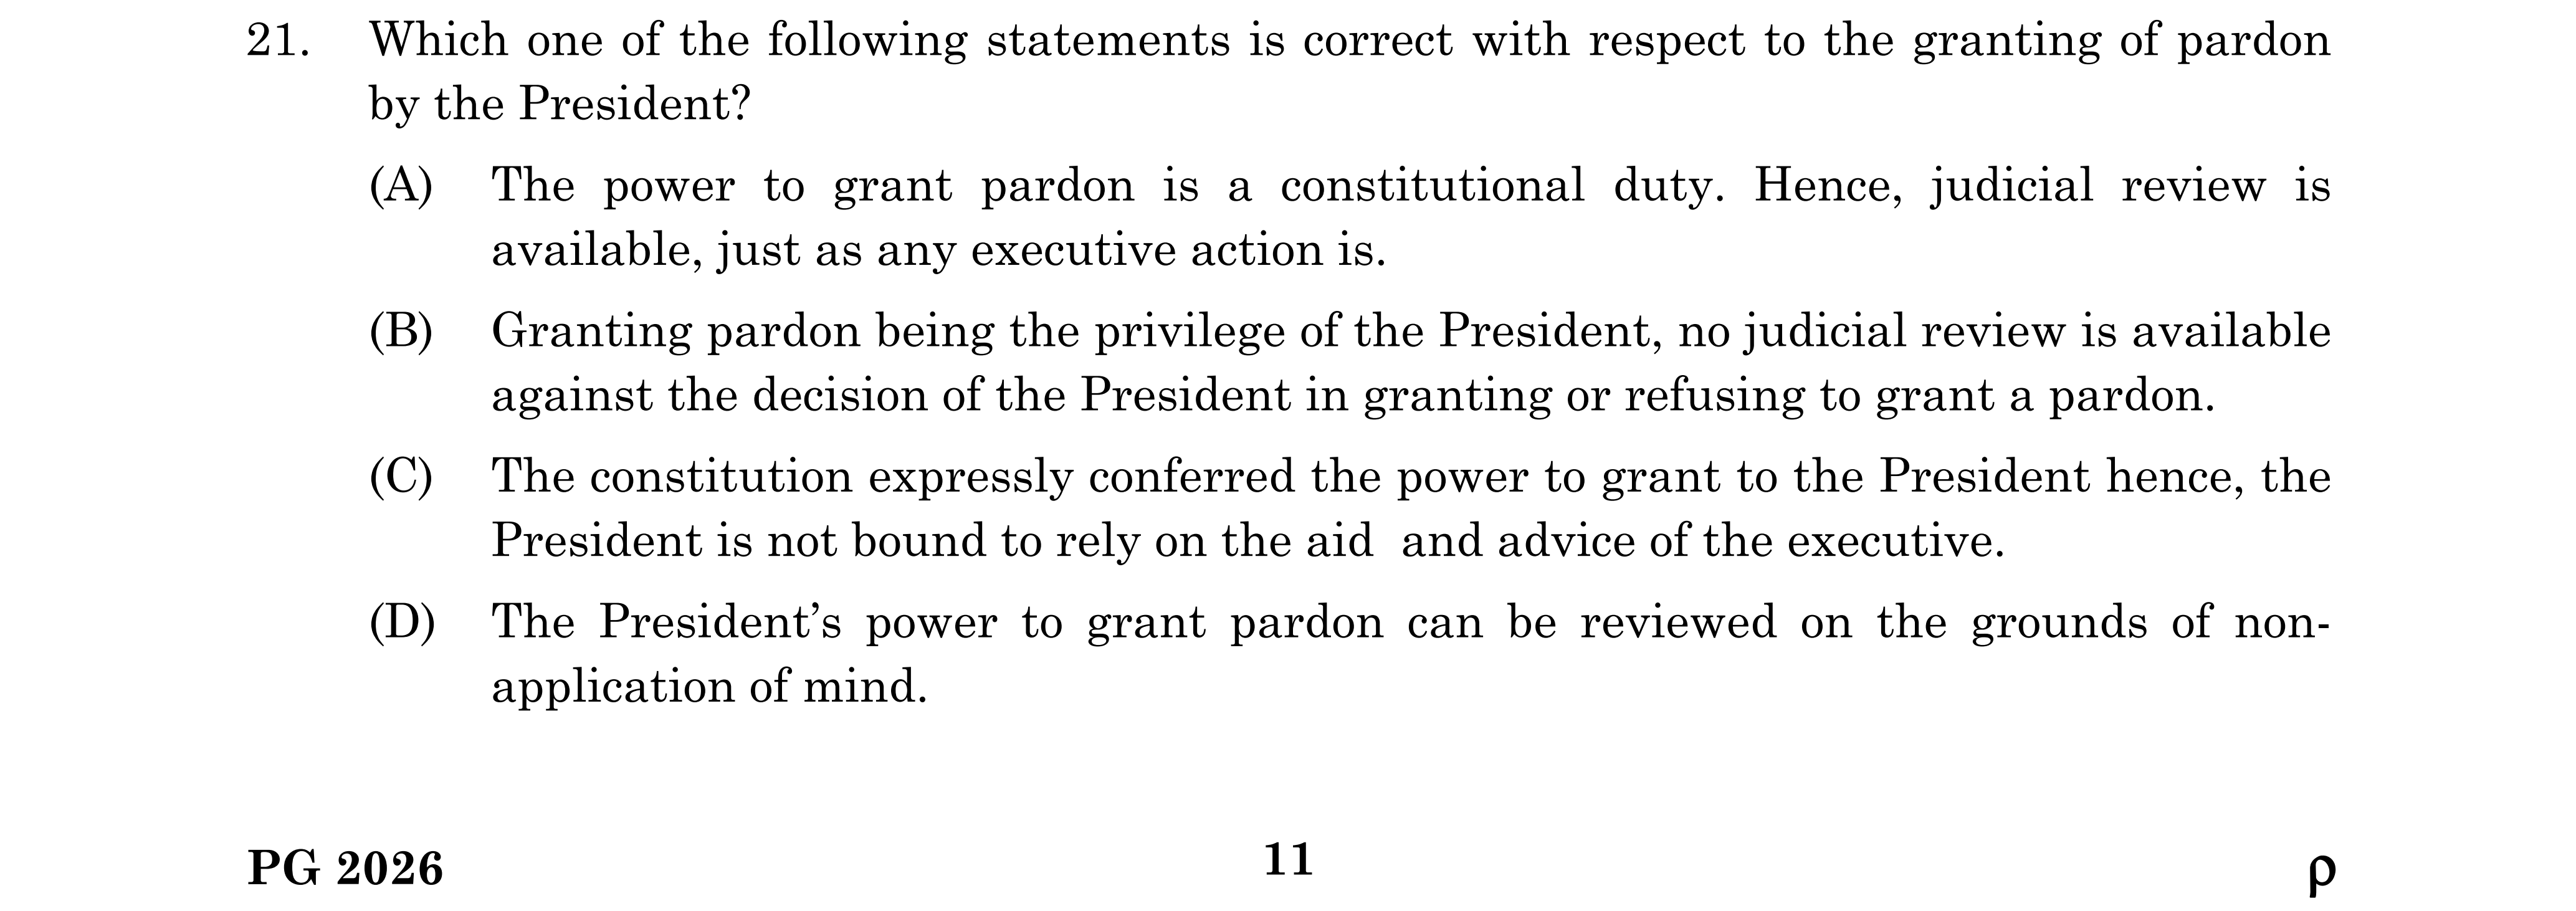 21. Which one of the following statements is correct with respect to the granting of pardon
by the President?
(A) The power to grant pardon is a constitutional duty. Hence, judicial review is
available, just as any executive action is.
(B) Granting pardon being the privilege of the President, no judicial review is available
against the decision of the President in granting or refusing to grant a pardon.
(C) The constitution expressly conferred the power to grant to the President hence, the
President is not bound to rely on the aid and advice of the executive.
(D) The President’s power to grant pardon can be reviewed on the grounds of non-
application of mind.
PG 2026 11 ρ